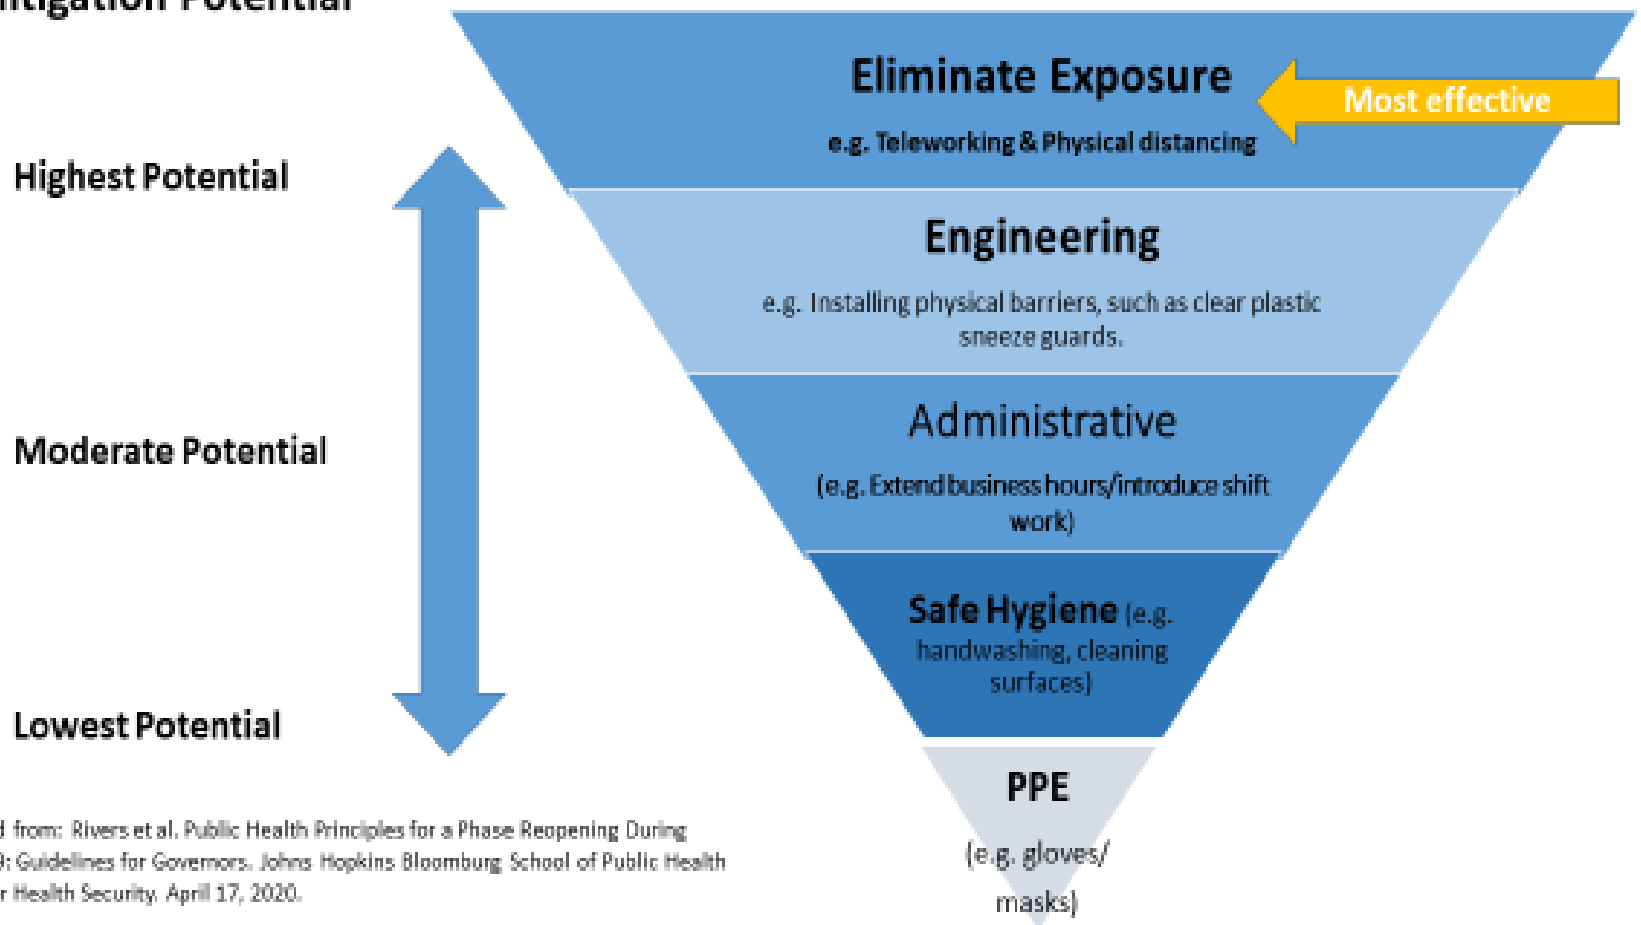 Mitigation Potential
Eliminate Exposure
Most effective
e.g. Teleworking & Physical distancing
Highest Potential
Engineering
e.g. Installing physical barriers, such as clear plastic
sneeze guards.
Administrative
Moderate Potential
(e.g. Extend business hours/introduce shift
work)
Safe Hygiene (e.g.
handwashing, cleaning
surfaces)
Lowest Potential
PPE
(e.g. gloves/
masks)
from: Rivers et al. Public Health Principles for a Phase Reopening During
Guidelines for Governors. Johns Hopkins Bloomburg School of Public Health
Health Security. April 17, 2020.